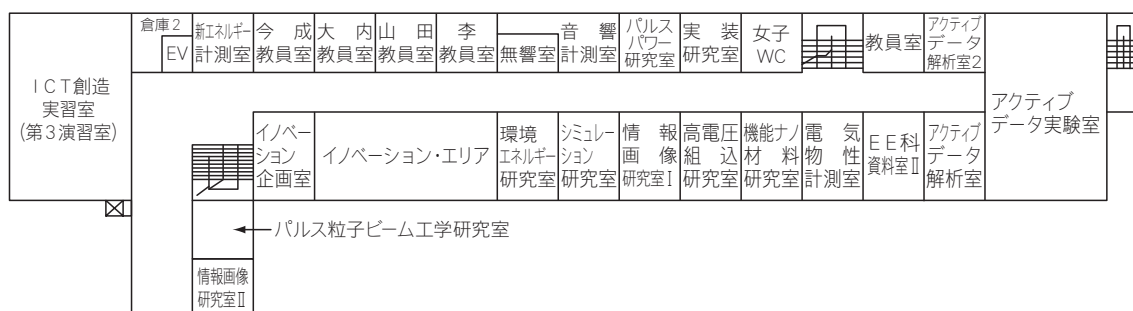 ICT創造
実習室
(第3演習室)
倉庫2
EV
新エネルギー
計測室
今成
教員室
大内
教員室
山田
教員室
李
教員室
無響室
音響
計測室
パルス
パワー
研究室
実装
研究室
女子
WC
教員室
アクティブ
データ
解析室2
アクティブ
データ実験室
イノベー
ション
企画室
イノベーション・エリア
環境
エネルギー
研究室
シミュレー
ション
研究室
情報
画像
研究室Ⅰ
高電圧
組込
研究室
機能ナノ
材料
研究室
電気
物性
計測室
EE科
資料室Ⅱ
アクティブ
データ
解析室
パルス粒子ビーム工学研究室
情報画像
研究室Ⅱ